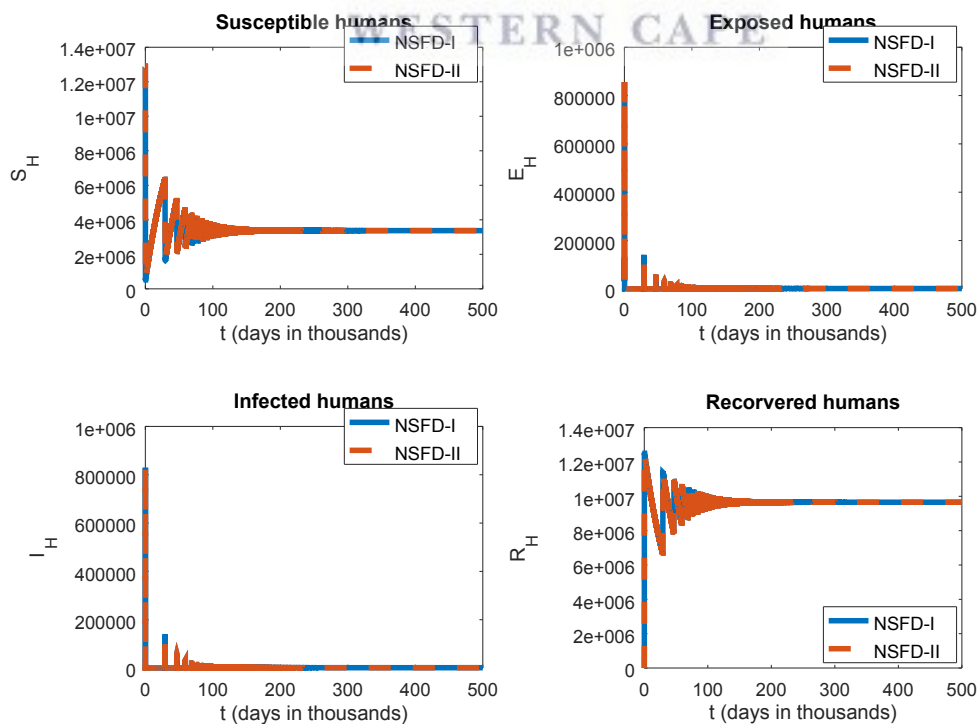 WESTERN CAPE
Susceptible humans
NSFD-I
NSFD-II
1.4e+007
1.2e+007
1e+007
8e+006
6e+006
4e+006
2e+006
0
S_H
0 100 200 300 400 500
t (days in thousands)
Exposed humans
NSFD-I
NSFD-II
1e+006
800000
600000
400000
200000
0
E_H
0 100 200 300 400 500
t (days in thousands)
Infected humans
NSFD-I
NSFD-II
1e+006
800000
600000
400000
200000
0
I_H
0 100 200 300 400 500
t (days in thousands)
Recorvered humans
1.4e+007
1.2e+007
1e+007
8e+006
6e+006
4e+006
2e+006
0
R_H
NSFD-I
NSFD-II
0 100 200 300 400 500
t (days in thousands)